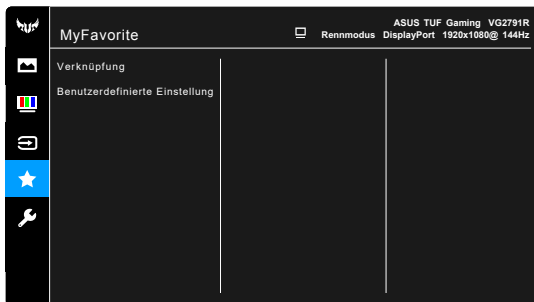 ASUS TUF Gaming VG2791R
MyFavorite
Rennmodus DisplayPort 1920x1080@ 144Hz
Verknüpfung
Benutzerdefinierte Einstellung